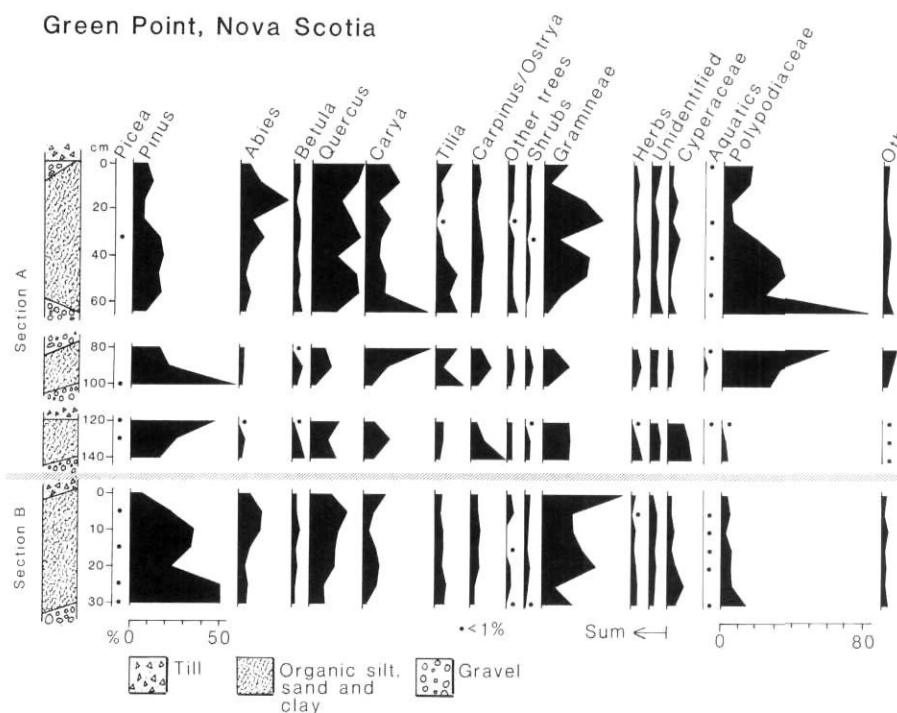 Green Point, Nova Scotia
Picea
Pinus
Abies
Betula
Quercus
Carya
Tilia
Carpinus/Ostrya
Other trees
Shrubs
Gramineae
Herbs
Unidentified
Cyperaceae
Aquatics
Polypodiaceae
Oth
cm
0
20
40
60
80
100
120
140
Section A
0
10
20
30
Section B
% 0 50
•<1%
Sum
0 80
Till
Organic silt, sand and clay
Gravel